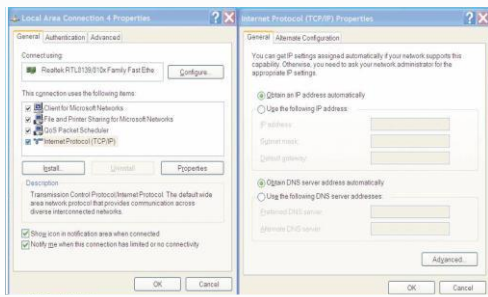 Local Area Connection 4 Properties
General Authentication Advanced
Connect using:
Realtek RTL8139/810x Family Fast Ethe
Configure...
This connection uses the following items:
Client for Microsoft Networks
File and Printer Sharing for Microsoft Networks
QoS Packet Scheduler
Internet Protocol (TCP/IP)
Install...
Uninstall
Properties
Description
Transmission Control Protocol/Internet Protocol. The default wide
area network protocol that provides communication across
diverse interconnected networks.
Show icon in notification area when connected
Notify me when this connection has limited or no connectivity
OK
Cancel
Internet Protocol (TCP/IP) Properties
General Alternate Configuration
You can get IP settings assigned automatically if your network supports this
capability. Otherwise, you need to ask your network administrator for the
appropriate IP settings.
Obtain an IP address automatically
Use the following IP address:
IP address:
Subnet mask:
Default gateway:
Obtain DNS server address automatically
Use the following DNS server addresses:
Preferred DNS server:
Alternate DNS server:
Advanced...
OK
Cancel